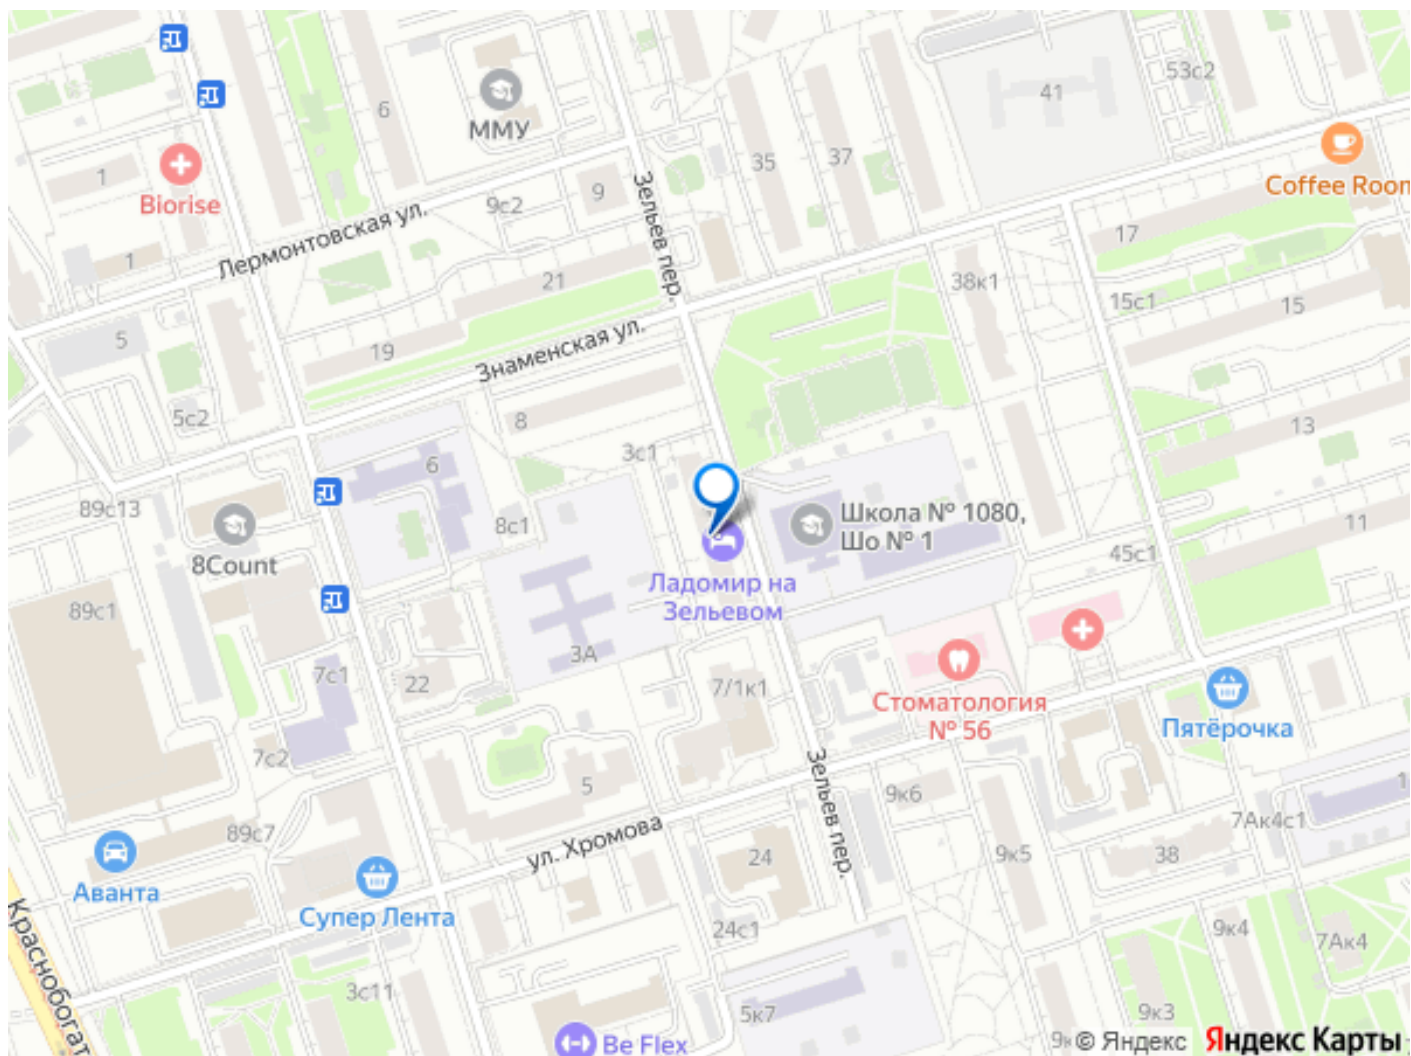 53с2
41
6
ММУ
Coffee Room
35
37
1
Biorise
9
9с2
Зельев пер.
Лермонтовская ул.
17
1
38к1
21
15с1
15
5
Знаменская ул.
19
5с2
8
13
3с1
6
89с13
Школа № 1080,
Шо № 1
11
8с1
8Count
45с1
Ладомир на
Зельевом
89с1
3А
7с1
22
7/1к1
Стоматология
№ 56
Пятёрочка
7с2
Зельев пер.
5
9к6
1
7Ак4с1
89с7
ул. Хромова
24
9к5
38
Аванта
Супер Лента
Краснобогат
24с1
9к4
7Ак4
3с11
5к7
9к3
Be Flex
9к
© Яндекс
Яндекс Карты